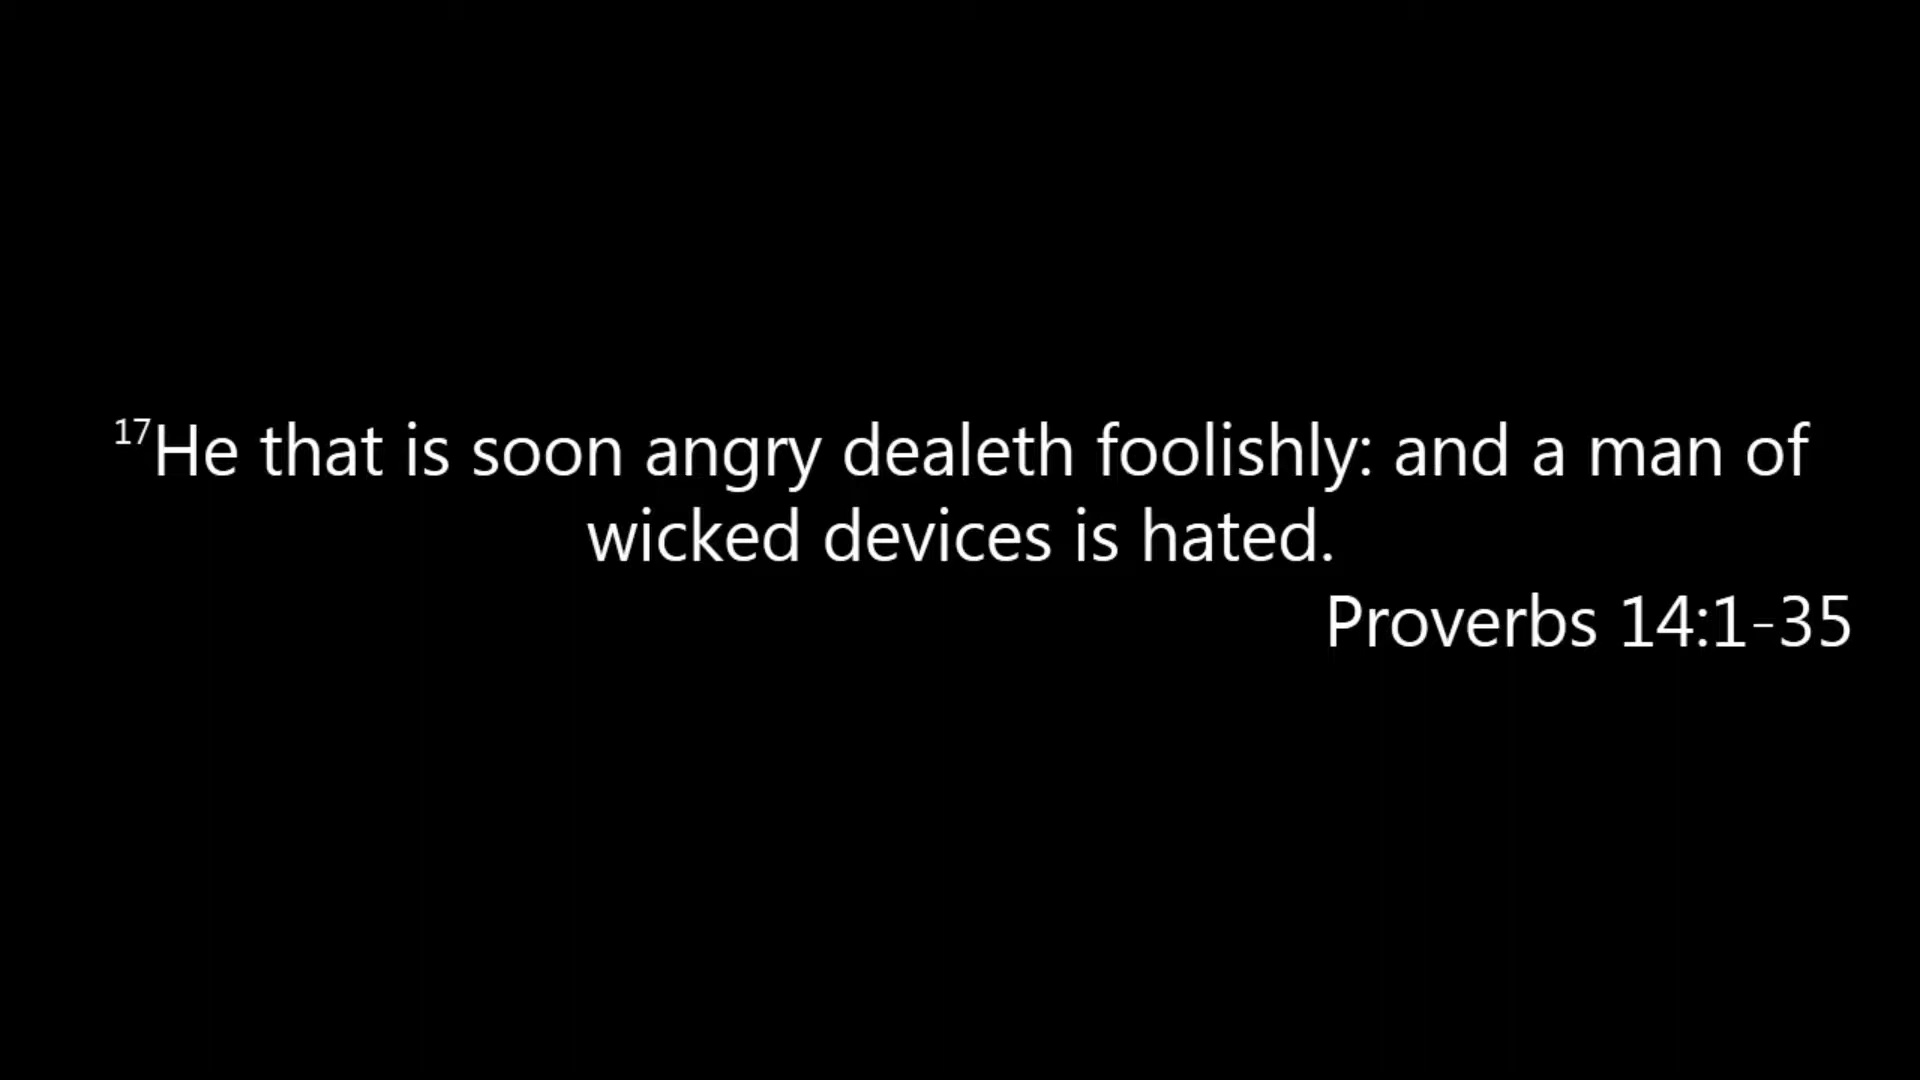 17He that is soon angry dealeth foolishly: and a man of
wicked devices is hated.
Proverbs 14:1-35